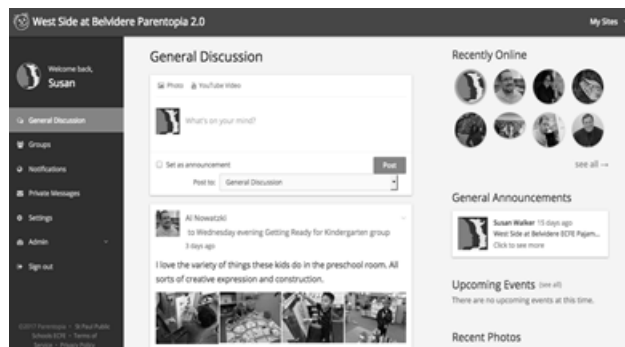 West Side at Belvidere Parentopia 2.0
My Sites
Welcome back,
Susan
General Discussion
Groups
Notifications
Private Messages
Settings
Admin
Sign out
©2017 Parentopia • St Paul Public
Schools ECFE • Terms of
Service • Privacy Policy
General Discussion
Photo
YouTube Video
What's on your mind?
Set as announcement
Post
Post to:
General Discussion
Al Nowatzki
to Wednesday evening Getting Ready for Kindergarten group
3 days ago
I love the variety of things these kids do in the preschool room. All
sorts of creative expression and construction.
Recently Online
see all →
General Announcements
Susan Walker 15 days ago
West Side at Belvidere ECFE Pajam...
Click to see more
Upcoming Events (see all)
There are no upcoming events at this time.
Recent Photos